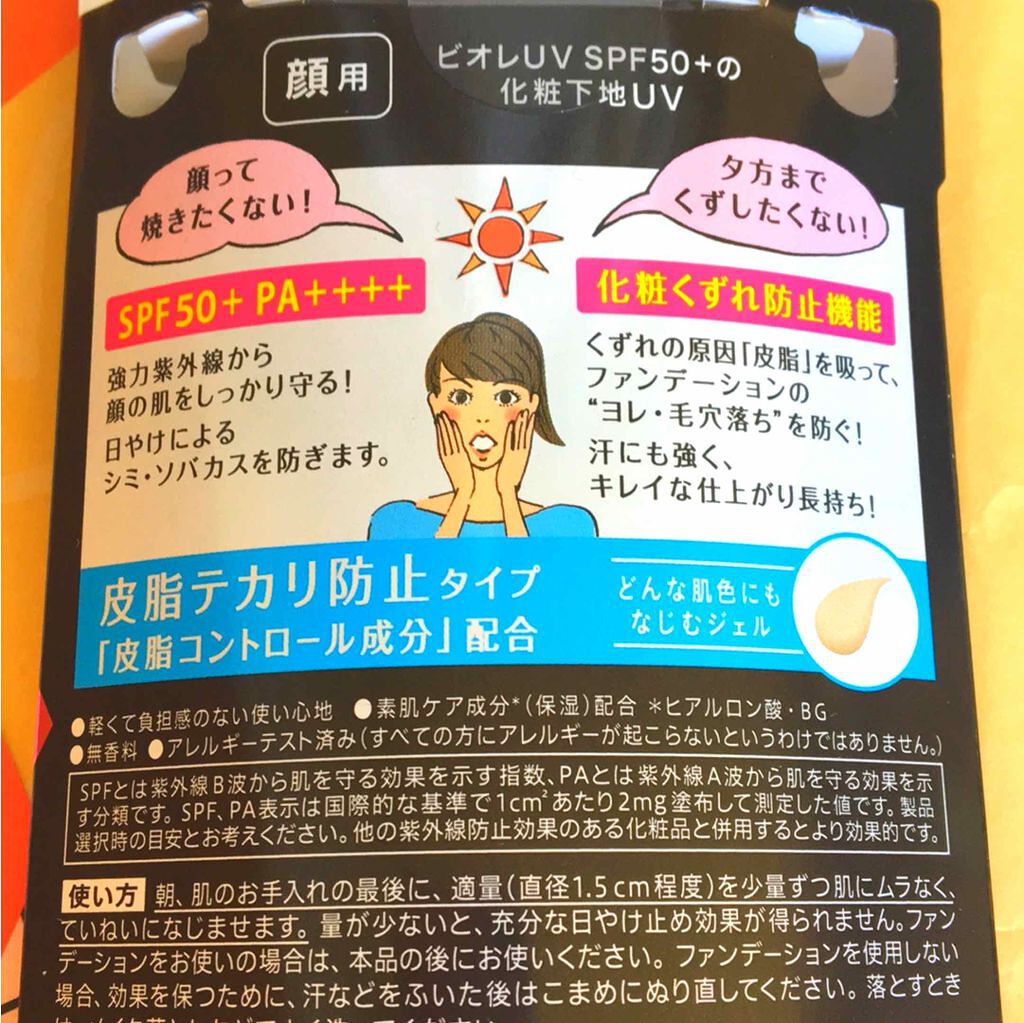 顔用
ビオレUV SPF50+の
化粧下地UV
顔って
焼きたくない!
夕方まで
くずしたくない!
SPF50+ PA++++
化粧くずれ防止機能
強力紫外線から
顔の肌をしっかり守る!
日やけによる
シミ・ソバカスを防ぎます。
くずれの原因「皮脂」を吸って、
ファンデーションの
“ヨレ・毛穴落ち”を防ぐ!
汗にも強く、
キレイな仕上がり長持ち!
皮脂テカリ防止タイプ
「皮脂コントロール成分」配合
どんな肌色にも
なじむジェル
●軽くて負担感のない使い心地 ●素肌ケア成分*(保湿)配合 *ヒアルロン酸・BG
●無香料 ●アレルギーテスト済み(すべての方にアレルギーが起こらないというわけではありません。)
SPFとは紫外線B波から肌を守る効果を示す指数、PAとは紫外線A波から肌を守る効果を示
す分類です。SPF、PA表示は国際的な基準で1cm²あたり2mg塗布して測定した値です。製品
選択時の目安とお考えください。他の紫外線防止効果のある化粧品と併用するとより効果的です。
使い方 朝、肌のお手入れの最後に、適量(直径1.5cm程度)を少量ずつ肌にムラなく、
ていねいになじませます。量が少ないと、充分な日やけ止め効果が得られません。ファン
デーションをお使いの場合は、本品の後にお使いください。ファンデーションを使用しない
場合、効果を保つために、汗などをふいた後はこまめにぬり直してください。落とすとき